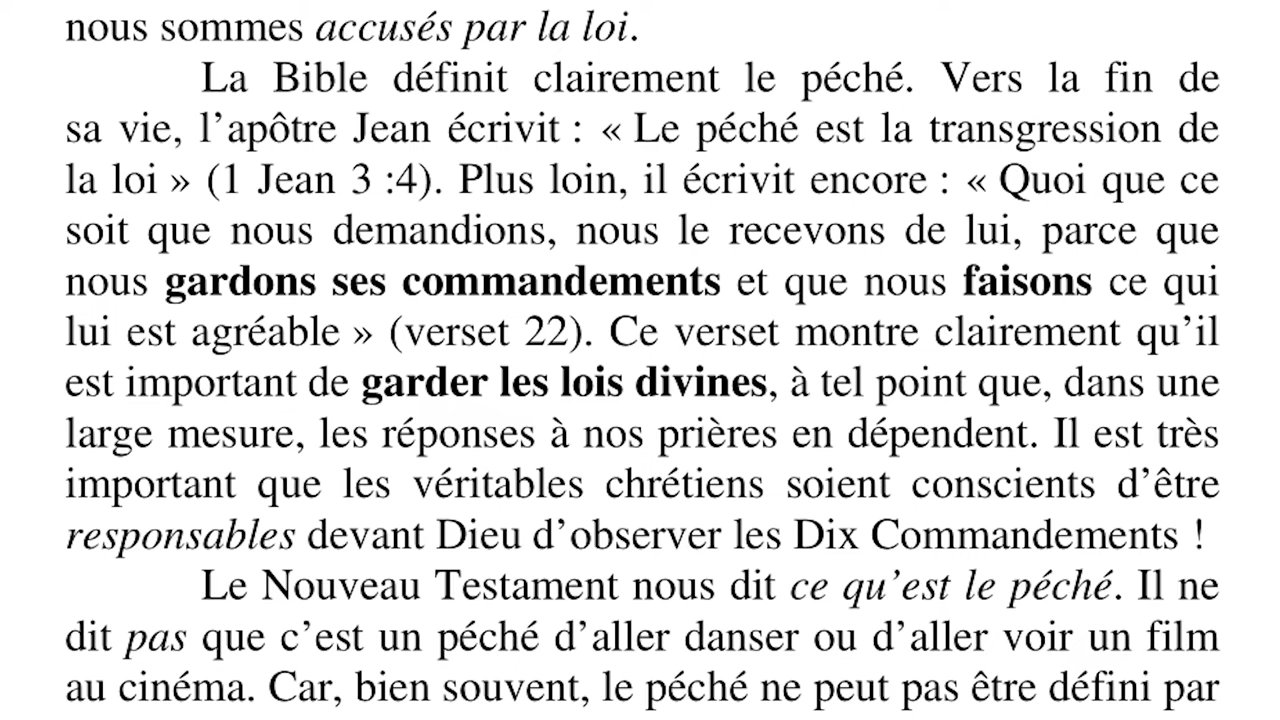 nous sommes accusés par la loi.
La Bible définit clairement le péché. Vers la fin de
sa vie, l’apôtre Jean écrivit : « Le péché est la transgression de
la loi » (1 Jean 3 :4). Plus loin, il écrivit encore : « Quoi que ce
soit que nous demandions, nous le recevons de lui, parce que
nous gardons ses commandements et que nous faisons ce qui
lui est agréable » (verset 22). Ce verset montre clairement qu’il
est important de garder les lois divines, à tel point que, dans une
large mesure, les réponses à nos prières en dépendent. Il est très
important que les véritables chrétiens soient conscients d’être
responsables devant Dieu d’observer les Dix Commandements !
Le Nouveau Testament nous dit ce qu’est le péché. Il ne
dit pas que c’est un péché d’aller danser ou d’aller voir un film
au cinéma. Car, bien souvent, le péché ne peut pas être défini par